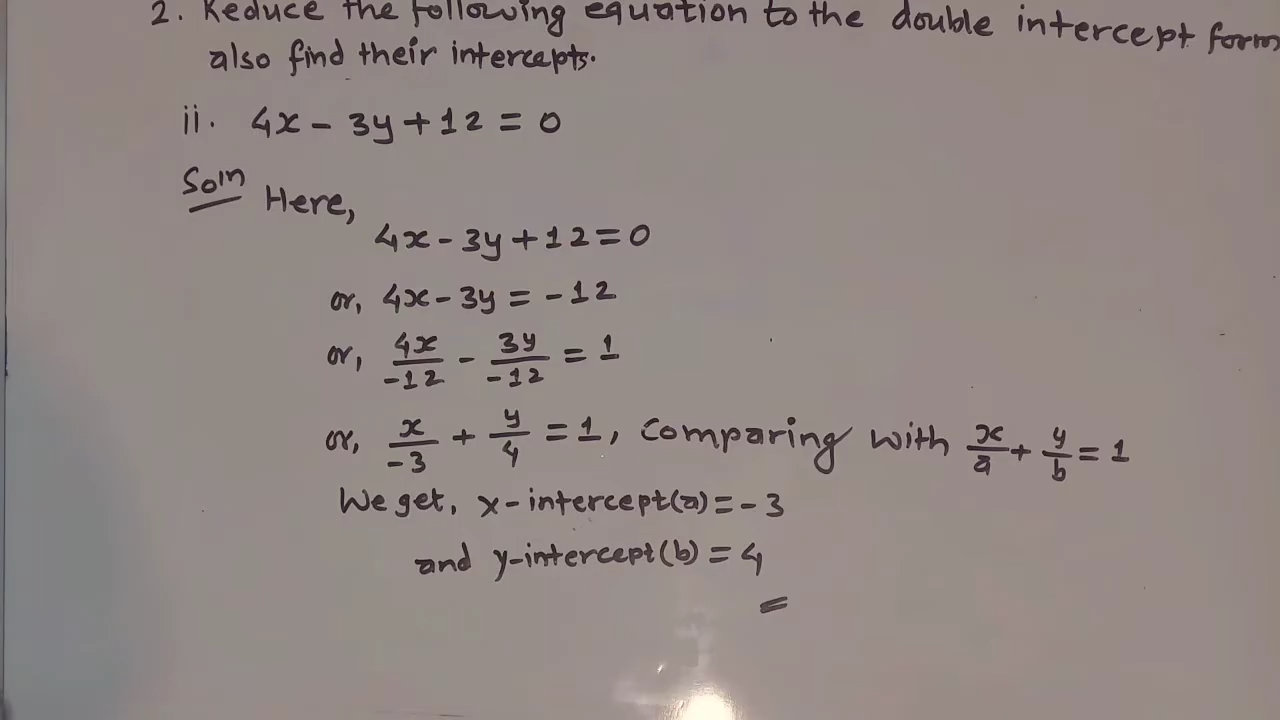 2. Reduce the following equation to the double intercept form
also find their intercepts.
ii. 4x - 3y + 12 = 0
Soln Here,
4x - 3y + 12 = 0
or, 4x - 3y = -12
or, 4x/-12 - 3y/-12 = 1
or, x/-3 + y/4 = 1, Comparing with x/a + y/b = 1
We get, x-intercept(a) = -3
and y-intercept(b) = 4